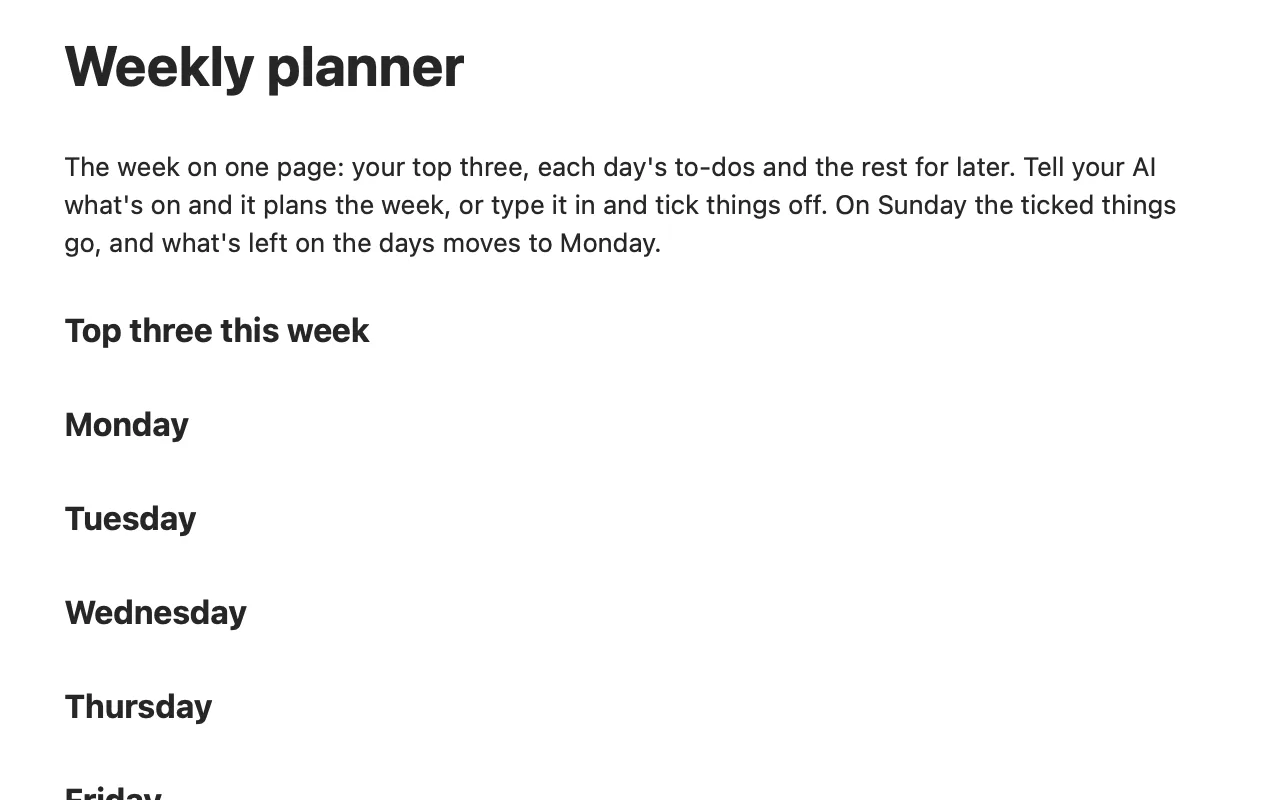 Weekly planner
The week on one page: your top three, each day's to-dos and the rest for later. Tell your AI
what's on and it plans the week, or type it in and tick things off. On Sunday the ticked things
go, and what's left on the days moves to Monday.
Top three this week
Monday
Tuesday
Wednesday
Thursday
Friday